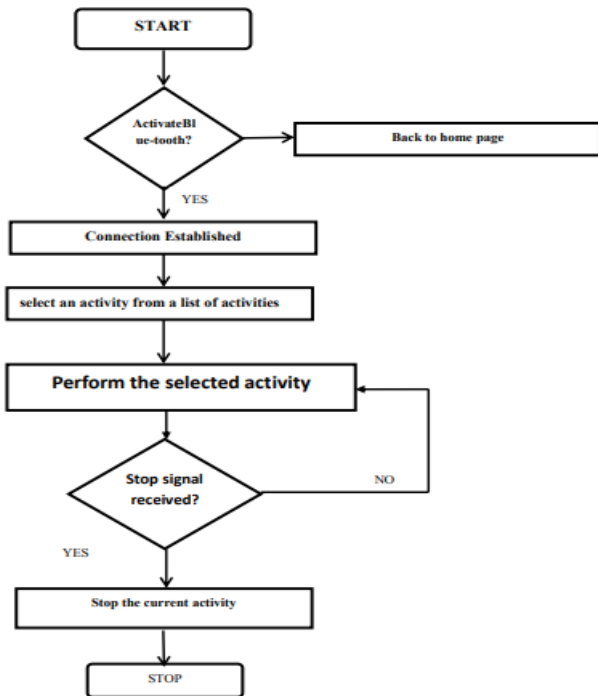 START
ActivateBl
ue-tooth?
Back to home page
YES
Connection Established
select an activity from a list of activities
Perform the selected activity
Stop signal
received?
NO
YES
Stop the current activity
STOP